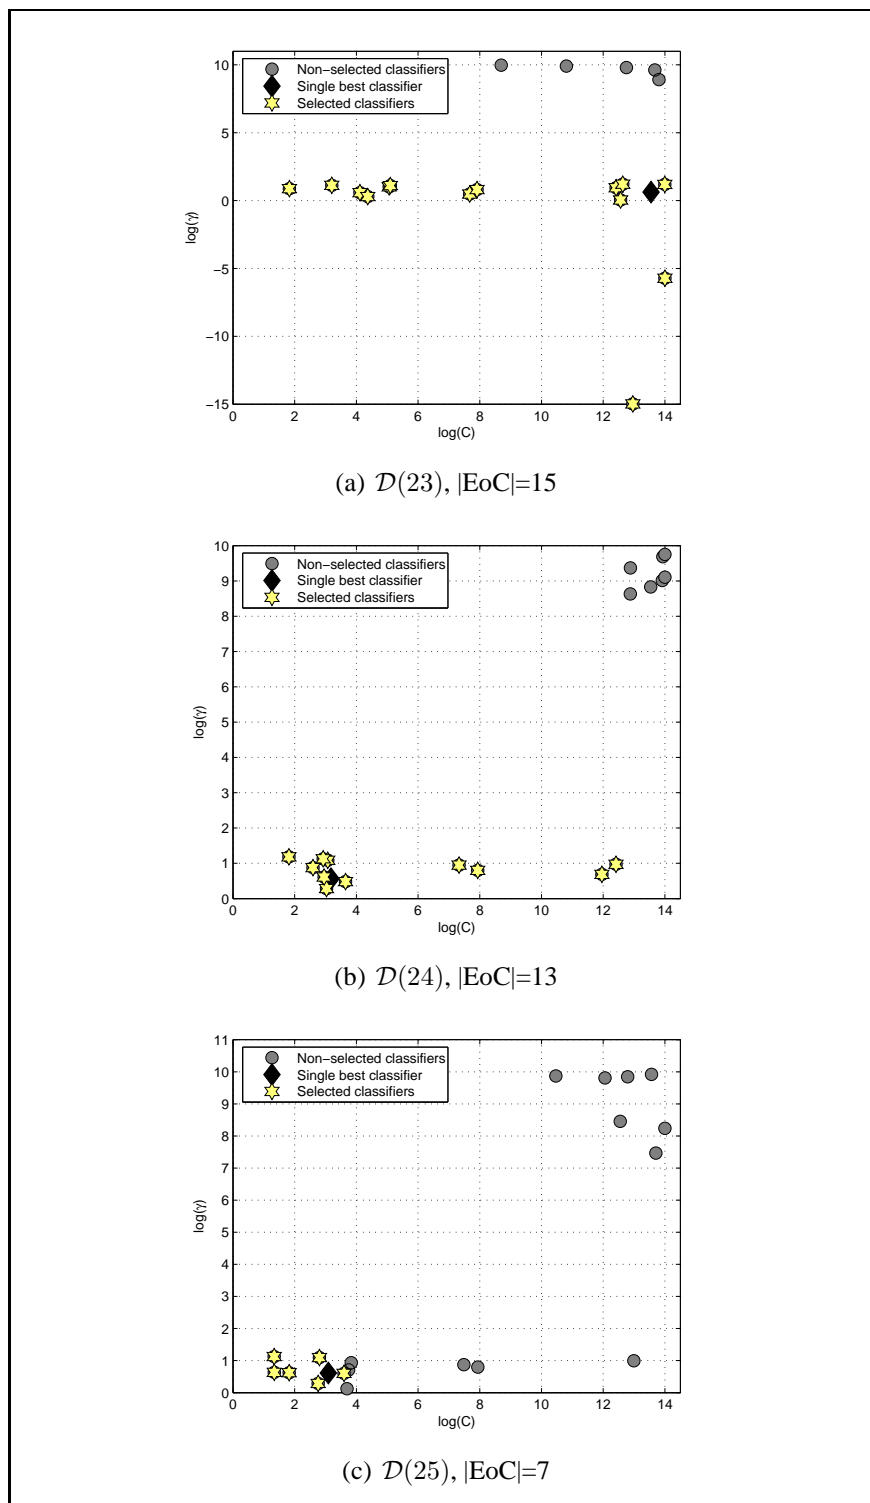 10
5
0
−5
−10
−15
0 2 4 6 8 10 12 14
log(γ)
log(C)
Non−selected classifiers
Single best classifier
Selected classifiers
(a) 𝒟(23), |EoC|=15
10
9
8
7
6
5
4
3
2
1
0
0 2 4 6 8 10 12 14
log(γ)
log(C)
Non−selected classifiers
Single best classifier
Selected classifiers
(b) 𝒟(24), |EoC|=13
11
10
9
8
7
6
5
4
3
2
1
0
0 2 4 6 8 10 12 14
log(γ)
log(C)
Non−selected classifiers
Single best classifier
Selected classifiers
(c) 𝒟(25), |EoC|=7